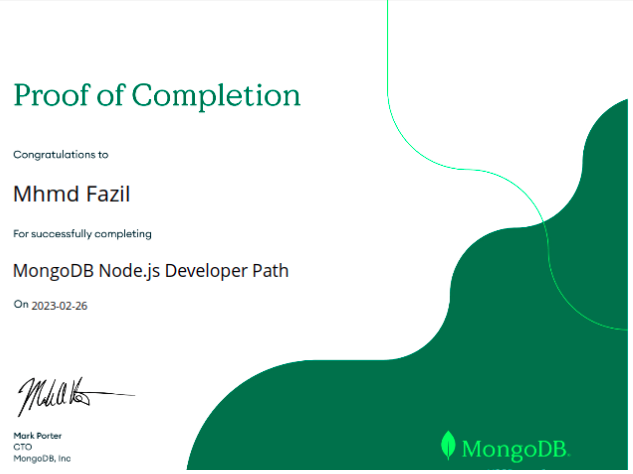 Proof of Completion
Congratulations to
Mhmd Fazil
For successfully completing
MongoDB Node.js Developer Path
On 2023-02-26
Mark Porter
CTO
MongoDB, Inc
MongoDB.